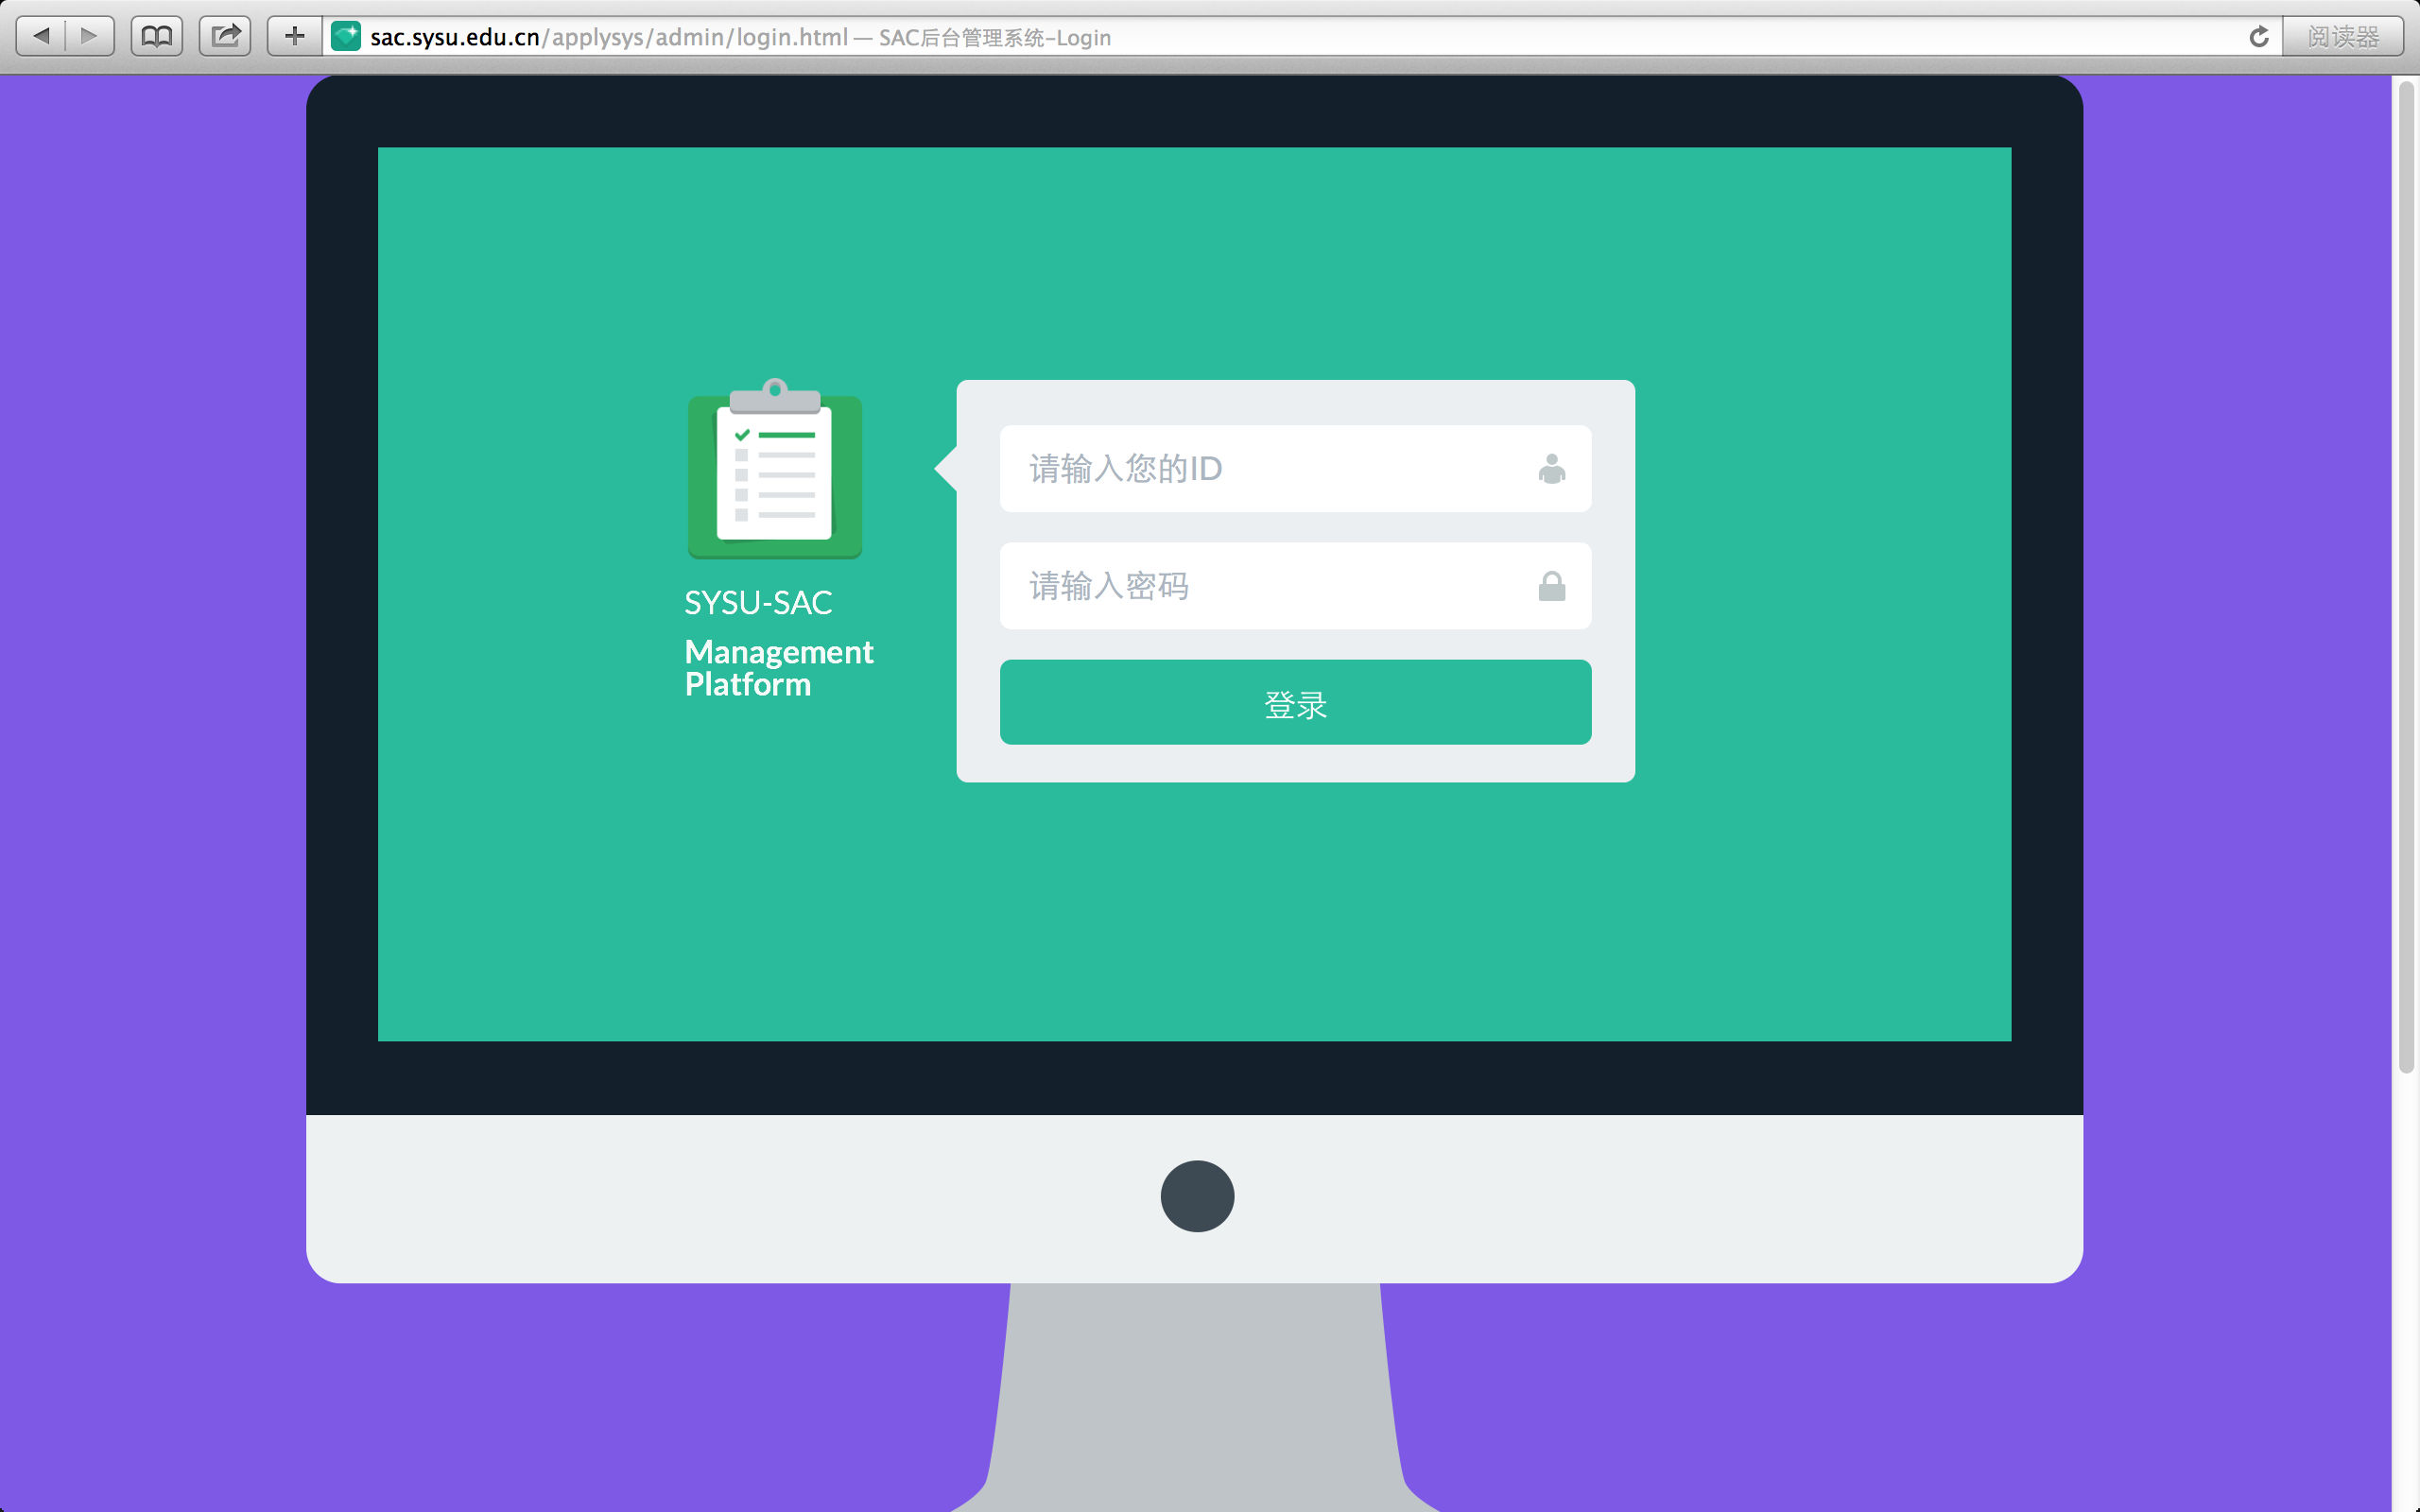 sac.sysu.edu.cn/applysys/admin/login.html — SAC后台管理系统-Login
阅读器
请输入您的ID
请输入密码
SYSU-SAC
Management
Platform
登录